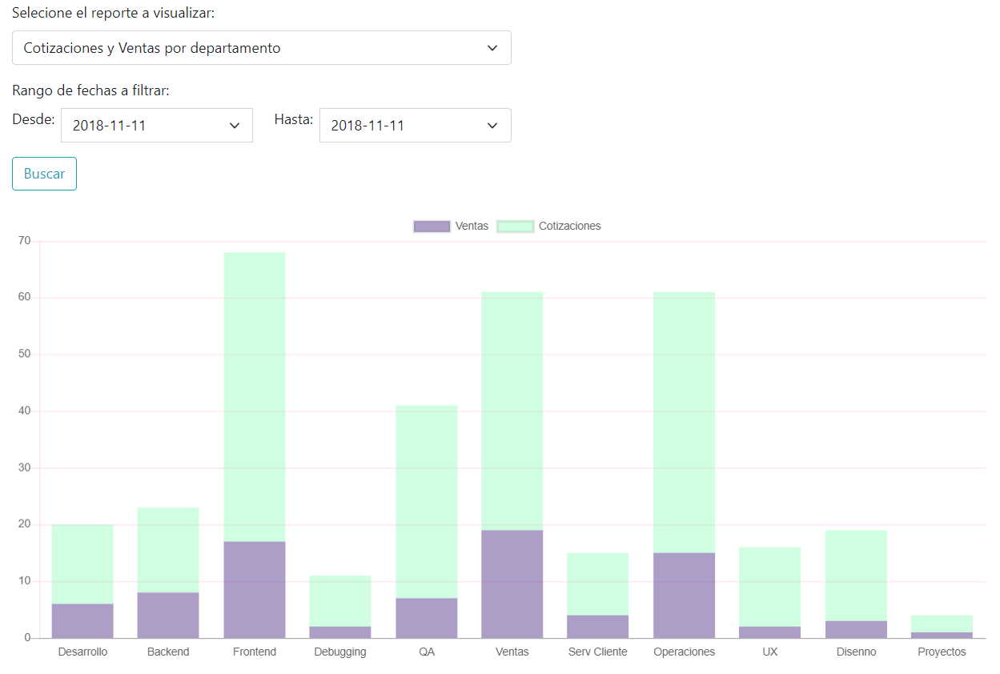 Selecione el reporte a visualizar:
Cotizaciones y Ventas por departamento
Rango de fechas a filtrar:
Desde: 2018-11-11 Hasta: 2018-11-11
Buscar
Ventas Cotizaciones
70
60
50
40
30
20
10
0
Desarrollo Backend Frontend Debugging QA Ventas Serv Cliente Operaciones UX Disenno Proyectos